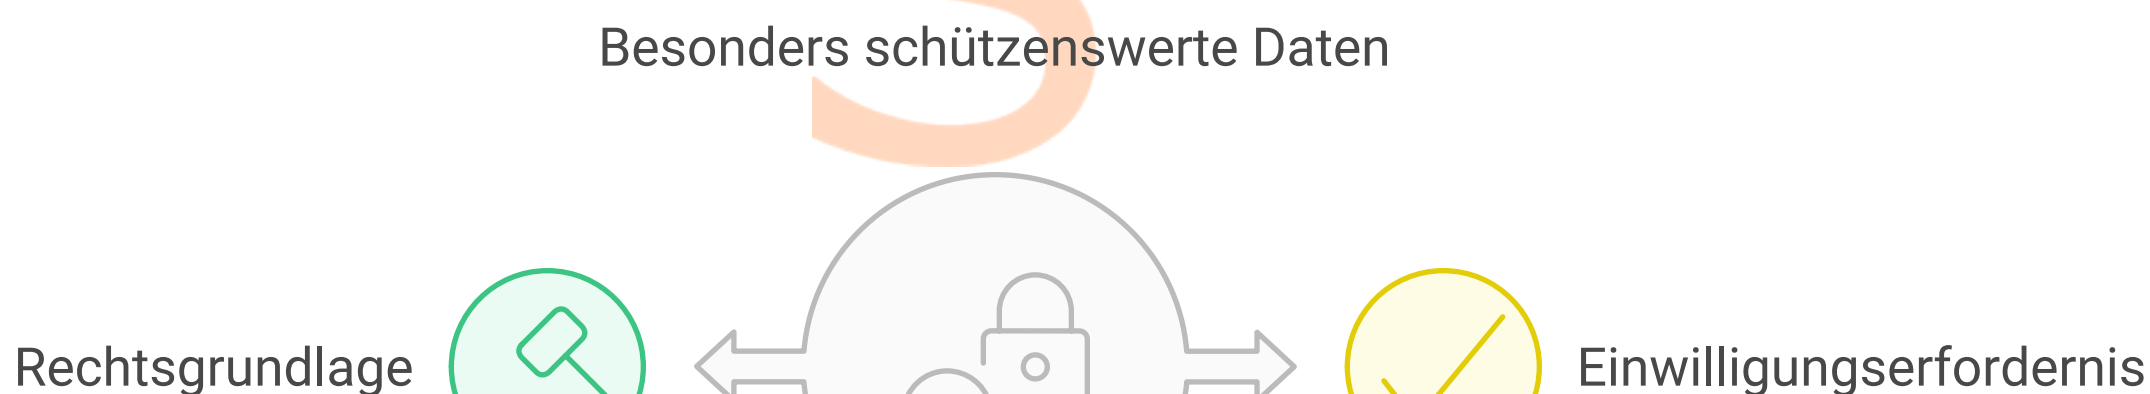 Besonders schützenswerte Daten
Rechtsgrundlage
Einwilligungserfordernis